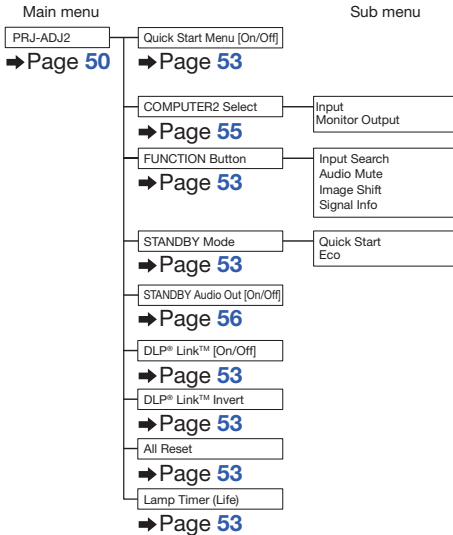 Main menu
Sub menu
PRJ-ADJ2
➡Page 50
Quick Start Menu [On/Off]
➡Page 53
COMPUTER2 Select
➡Page 55
Input
Monitor Output
FUNCTION Button
➡Page 53
Input Search
Audio Mute
Image Shift
Signal Info
STANDBY Mode
➡Page 53
Quick Start
Eco
STANDBY Audio Out [On/Off]
➡Page 56
DLP® Link™ [On/Off]
➡Page 53
DLP® Link™ Invert
➡Page 53
All Reset
➡Page 53
Lamp Timer (Life)
➡Page 53